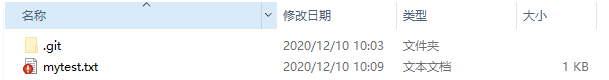 名称 修改日期 类型 大小
.git 2020/12/10 10:03 文件夹
mytest.txt 2020/12/10 10:09 文本文档 1 KB